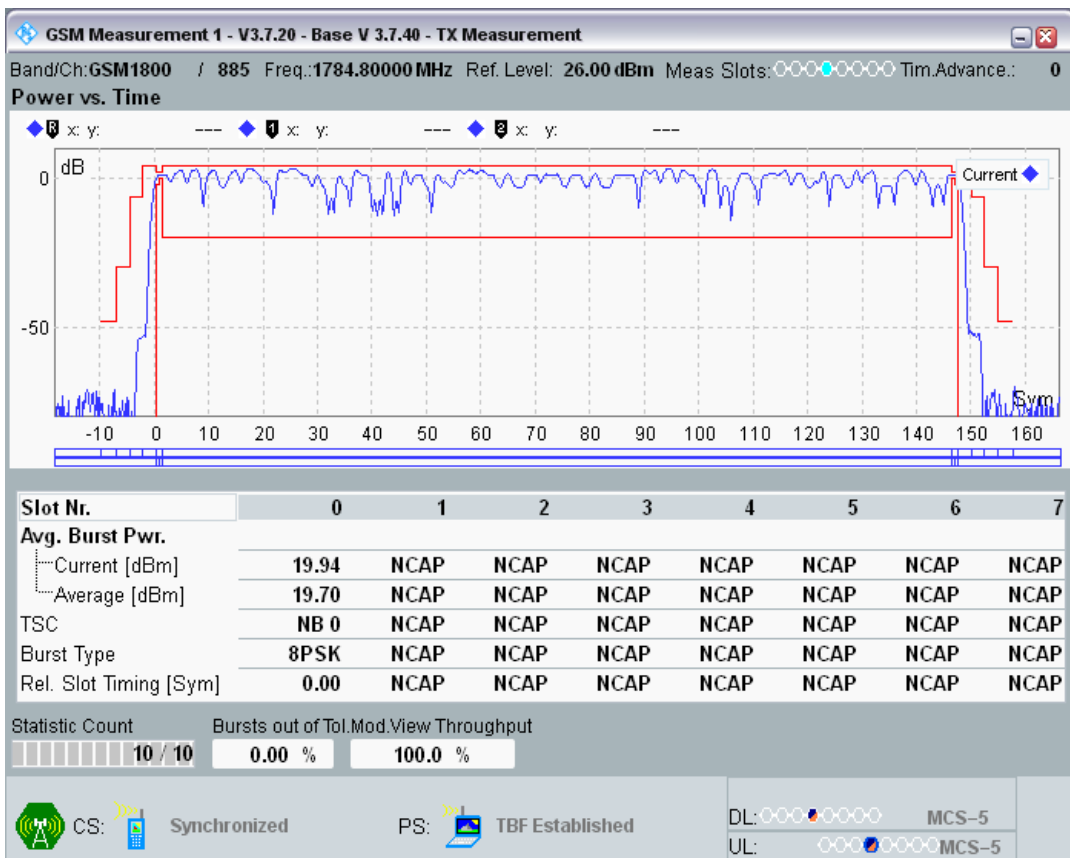 GSM Measurement 1 - V3.7.20 - Base V 3.7.40 - TX Measurement
Band/Ch:GSM1800 / 885 Freq.:1784.80000 MHz Ref. Level: 26.00 dBm Meas Slots: Tim.Advance.: 0
Power vs. Time
R x: y: --- 1 x: y: --- 2 x: y: ---
dB
Current
0
-50
Sym
-10 0 10 20 30 40 50 60 70 80 90 100 110 120 130 140 150 160
Slot Nr. 0 1 2 3 4 5 6 7
Avg. Burst Pwr.
Current [dBm] 19.94 NCAP NCAP NCAP NCAP NCAP NCAP NCAP
Average [dBm] 19.70 NCAP NCAP NCAP NCAP NCAP NCAP NCAP
TSC NB 0 NCAP NCAP NCAP NCAP NCAP NCAP NCAP
Burst Type 8PSK NCAP NCAP NCAP NCAP NCAP NCAP NCAP
Rel. Slot Timing [Sym] 0.00 NCAP NCAP NCAP NCAP NCAP NCAP NCAP
Statistic Count Bursts out of Tol.Mod.View Throughput
10 / 10 0.00 % 100.0 %
CS: Synchronized PS: TBF Established
DL: MCS-5
UL: MCS-5